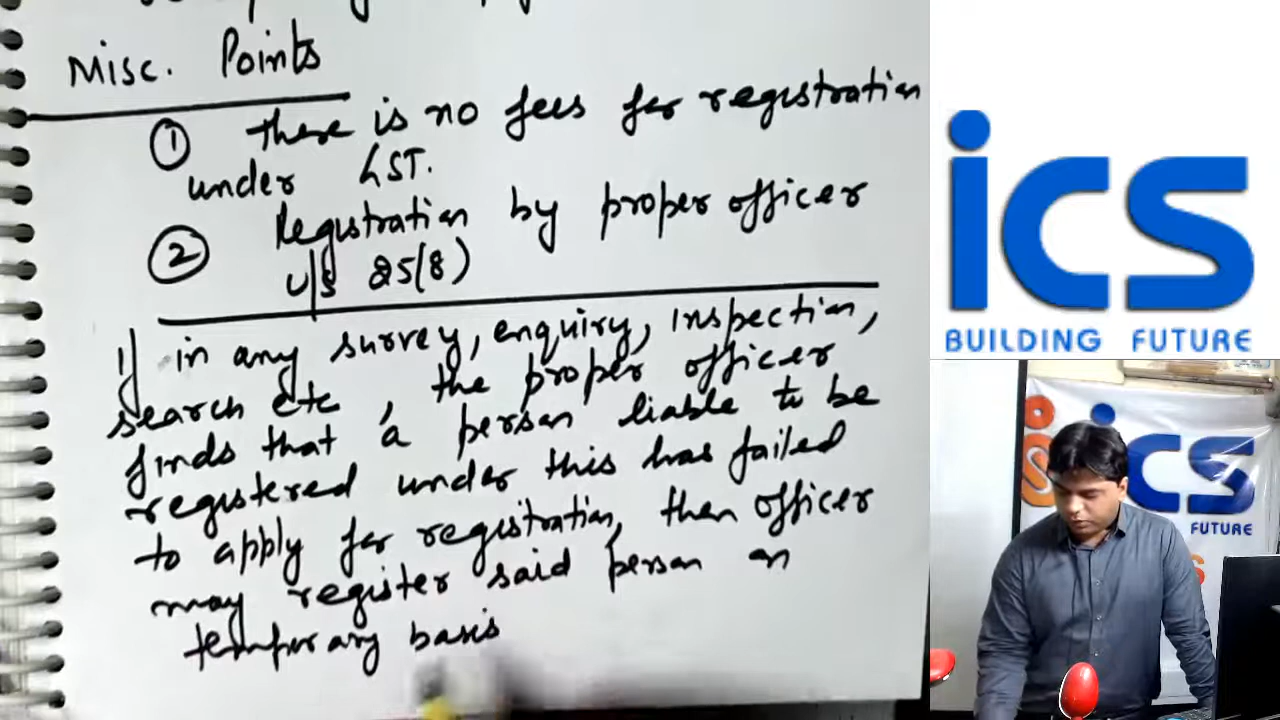 Misc. Points
① There is no fees for registration
under GST.
② Registration by proper officer
u/s 25(8)
If in any survey, enquiry, inspection,
search etc, the proper officer
finds that a person liable to be
registered under this has failed
to apply for registration, then officer
may register said person on
temporary basis
ics
BUILDING FUTURE
ics
FUTURE